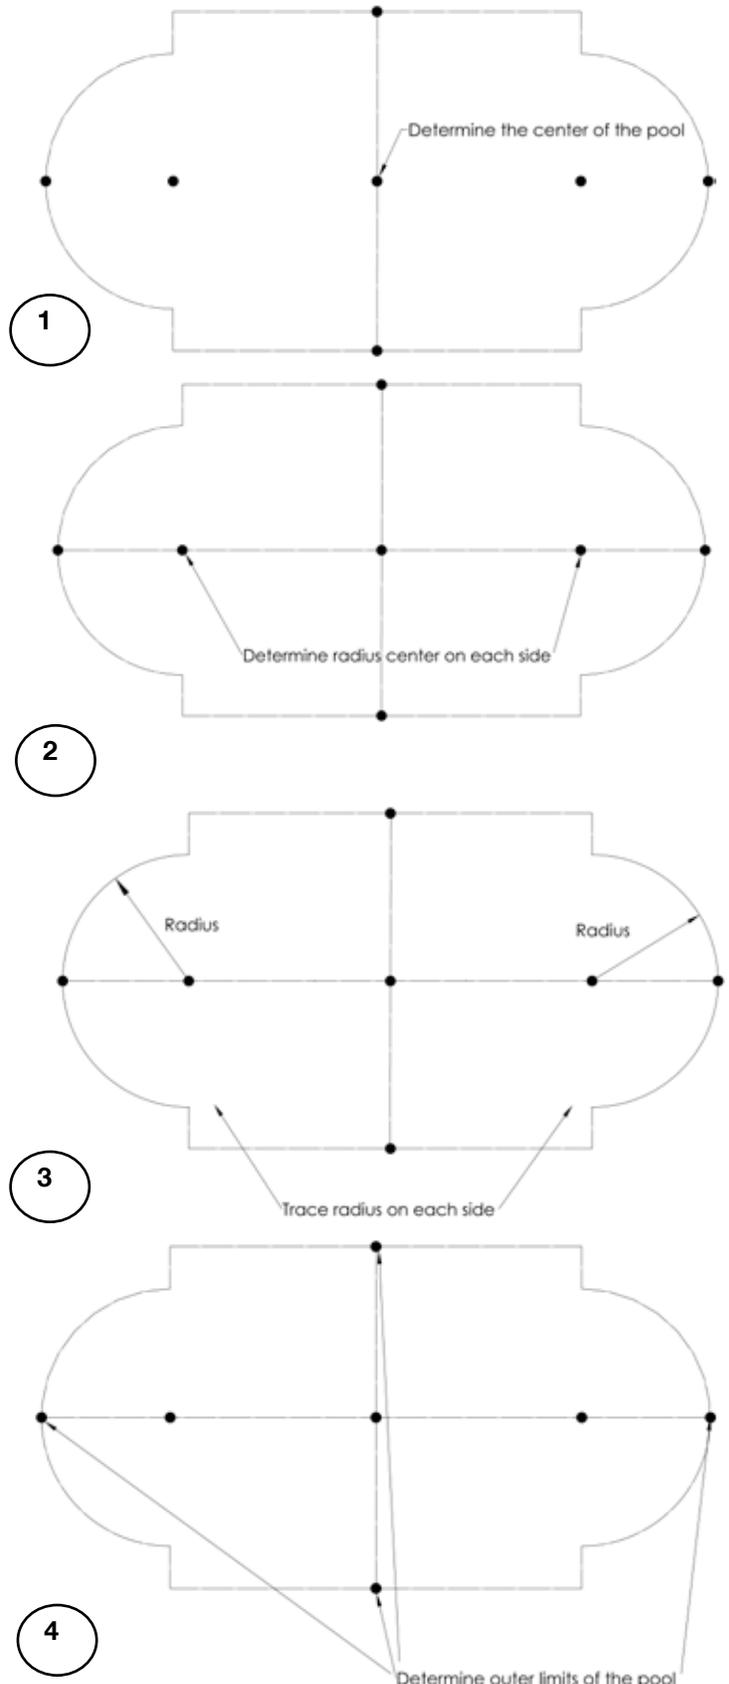 Determine the center of the pool
1
Determine radius center on each side
2
Radius
Radius
3
Trace radius on each side
4
Determine outer limits of the pool